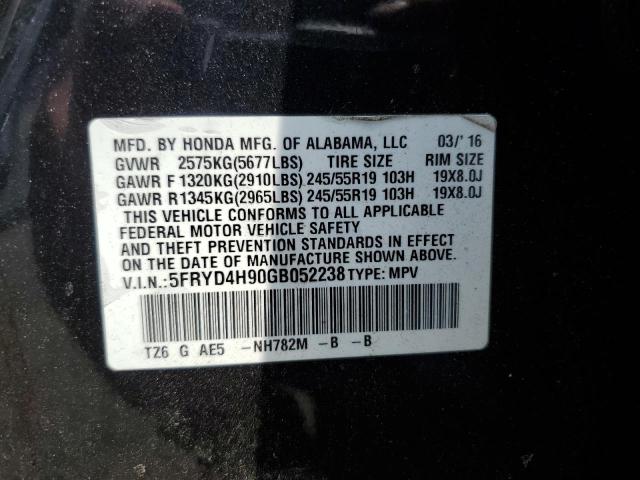 MFD. BY HONDA MFG. OF ALABAMA, LLC 03/'16
GVWR 2575KG(5677LBS) TIRE SIZE RIM SIZE
GAWR F 1320KG(2910LBS) 245/55R19 103H 19X8.0J
GAWR R1345KG(2965LBS) 245/55R19 103H 19X8.0J
THIS VEHICLE CONFORMS TO ALL APPLICABLE
FEDERAL MOTOR VEHICLE SAFETY
AND THEFT PREVENTION STANDARDS IN EFFECT
ON THE DATE OF MANUFACTURE SHOWN ABOVE.
V.I.N.: 5FRYD4H90GB052238 TYPE: MPV
TZ6 G AE5 -NH782M -B -B